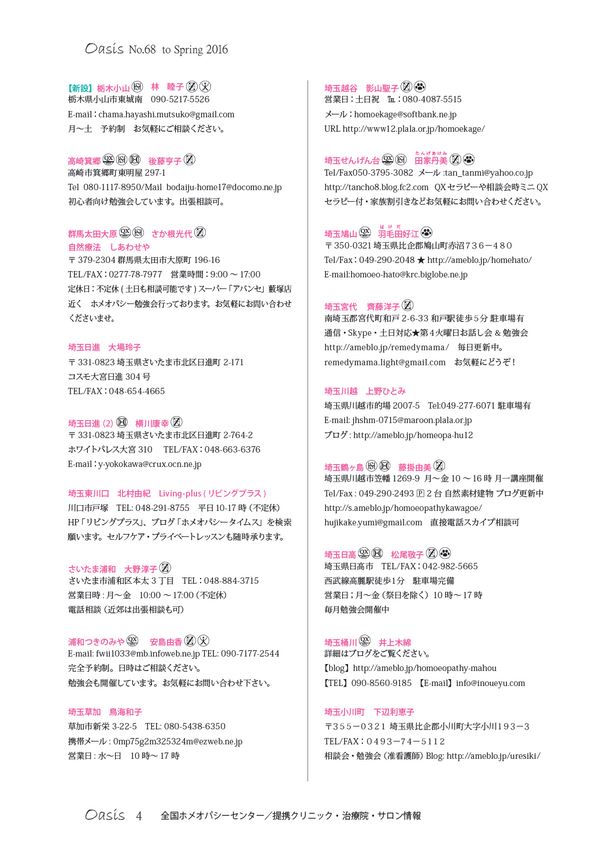 Oasis No.68 to Spring 2016
【新設】栃木小山 林 睦子
栃木県小山市東城南 090-5217-5526
E-mail：chama.hayashi.mutsuko@gmail.com
月～土 予約制 お気軽にご相談ください。
高崎箕郷 後藤亨子
高崎市箕郷町東明屋 297-1
Tel 080-1117-8950/Mail bodaiju-home17@docomo.ne.jp
初心者向け勉強会しています。出張相談可。
群馬太田大原 さか根光代
自然療法 しあわせや
〒379-2304 群馬県太田市大原町 196-16
TEL/FAX：0277-78-7977 営業時間：9:00 ～ 17:00
定休日：不定休 ( 土日も相談可能です ) スーパー「アバンセ」藪塚店
近く ホメオパシー勉強会行っております。お気軽にお問い合わせ
くださいませ。
埼玉日進 大場玲子
〒 331-0823 埼玉県さいたま市北区日進町 2-171
コスモ大宮日進 304 号
TEL/FAX：048-654-4665
埼玉日進（2） 横川康幸
〒 331-0823 埼玉県さいたま市北区日進町 2-764-2
ホワイトパレス大宮 310 TEL/FAX：048-663-6376
E-mail：y-yokokawa@crux.ocn.ne.jp
埼玉東川口 北村由紀 Living-plus ( リビングプラス )
川口市戸塚 TEL: 048-291-8755 平日 10-17 時 (不定休)
HP「リビングプラス」、ブログ「ホメオパシータイムス」を検索
願います。セルフケア・プライベートレッスンも随時承ります。
さいたま浦和 大野淳子
さいたま市浦和区本太 3 丁目 TEL：048-884-3715
営業日時 : 月～金 10:00 ～ 17:00（不定休）
電話相談（近郊は出張相談も可）
浦和つきのみや 安島由香
E-mail: fwii1033@mb.infoweb.ne.jp TEL: 090-7177-2544
完全予約制。日時はご相談ください。
勉強会も開催しています。お気軽にお問い合わせ下さい。
埼玉草加 鳥海和子
草加市新栄 3-22-5 TEL: 080-5438-6350
携帯メール : 0mp75g2m325324m@ezweb.ne.jp
営業日 : 水～日 10 時～ 17 時
埼玉越谷 影山聖子
営業日：土日祝 ℡：080-4087-5515
メール：homoekage@softbank.ne.jp
URL http://www12.plala.or.jp/homoekage/
埼玉せんげん台 田家丹美
たんげあけみ
Tel/Fax050-3795-3082 メール :tan_tanmi@yahoo.co.jp
http://tancho8.blog.fc2.com QX セラピーや相談会時ミニ QX
セラピー付・家族割引きなどお気軽にお問い合わせください。
埼玉鳩山 羽毛田好江
はけだ
〒 350-0321 埼玉県比企郡鳩山町赤沼７３６－４８０
Tel/Fax：049-290-2048 ★ http://ameblo.jp/homehato/
E-mail:homoeo-hato@krc.biglobe.ne.jp
埼玉宮代 齊藤洋子
南埼玉郡宮代町和戸 2-6-33 和戸駅徒歩 5 分 駐車場有
通信・Skype・土日対応★第 4 火曜日お話し会 & 勉強会
http://ameblo.jp/remedymama/ 毎日更新中。
remedymama.light@gmail.com お気軽にどうぞ！
埼玉川越 上野ひとみ
埼玉県川越市的場 2007-5 Tel:049-277-6071 駐車場有
E-mail: jhshm-0715@maroon.plala.or.jp
ブログ : http://ameblo.jp/homeopa-hu12
埼玉鶴ヶ島 藤掛由美
埼玉県川越市笠幡 1269-9 月～金 10 ～ 16 時 月一講座開催
Tel/Fax : 049-290-2493 🄿 2 台 自然素材建物 ブログ更新中
http://s.ameblo.jp/homoeopathykawagoe/
hujikake.yumi@gmail.com 直接電話スカイプ相談可
埼玉日高 松尾敬子
埼玉県日高市 TEL/FAX：042-982-5665
西武線高麗駅徒歩1分 駐車場完備
営業日；月～金（祭日を除く）10 時～ 17 時
毎月勉強会開催中
埼玉桶川 井上木綿
詳細はブログをご覧ください。
【blog】http://ameblo.jp/homoeopathy-mahou
【TEL】090-8560-9185 【E-mail】info@inoueyu.com
埼玉小川町 下辺利恵子
〒３５５－０３２１ 埼玉県比企郡小川町大字小川１９３－３
TEL/FAX：０４９３－７４－５１１２
相談会・勉強会（准看護師）Blog: http://ameblo.jp/uresiki/
Oasis 4 全国ホメオパシーセンター／提携クリニック・治療院・サロン情報